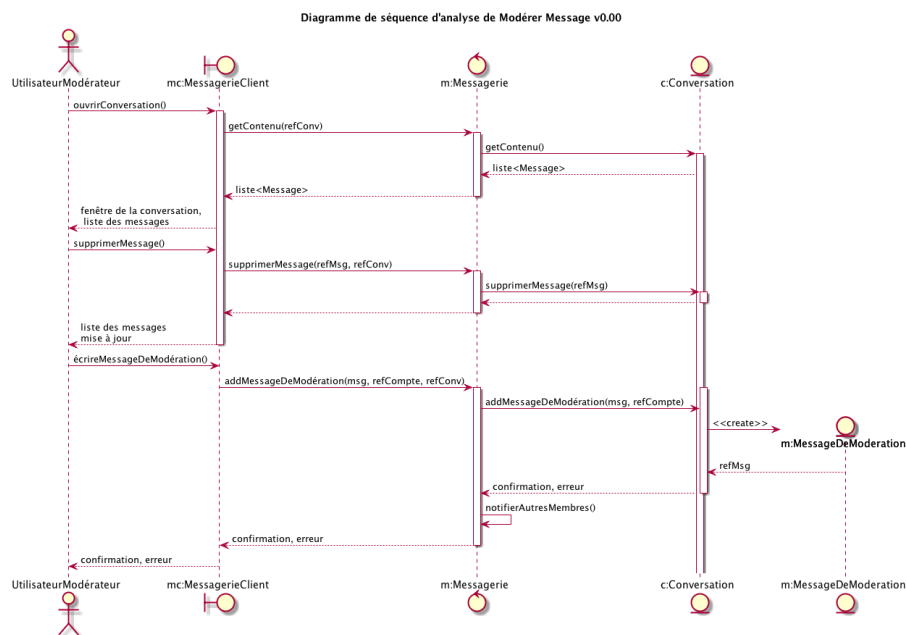 Diagramme de séquence d'analyse de Modérer Message v0.00
UtilisateurModérateur
mc:MessagerieClient
m:Messagerie
c:Conversation
ouvrirConversation()
getContenu(refConv)
getContenu()
liste<Message>
liste<Message>
fenêtre de la conversation,
liste des messages
supprimerMessage()
supprimerMessage(refMsg, refConv)
supprimerMessage(refMsg)
liste des messages
mise à jour
écrireMessageDeModération()
addMessageDeModération(msg, refCompte, refConv)
addMessageDeModération(msg, refCompte)
<<create>>
m:MessageDeModeration
refMsg
confirmation, erreur
notifierAutresMembres()
confirmation, erreur
confirmation, erreur
UtilisateurModérateur
mc:MessagerieClient
m:Messagerie
c:Conversation
m:MessageDeModeration